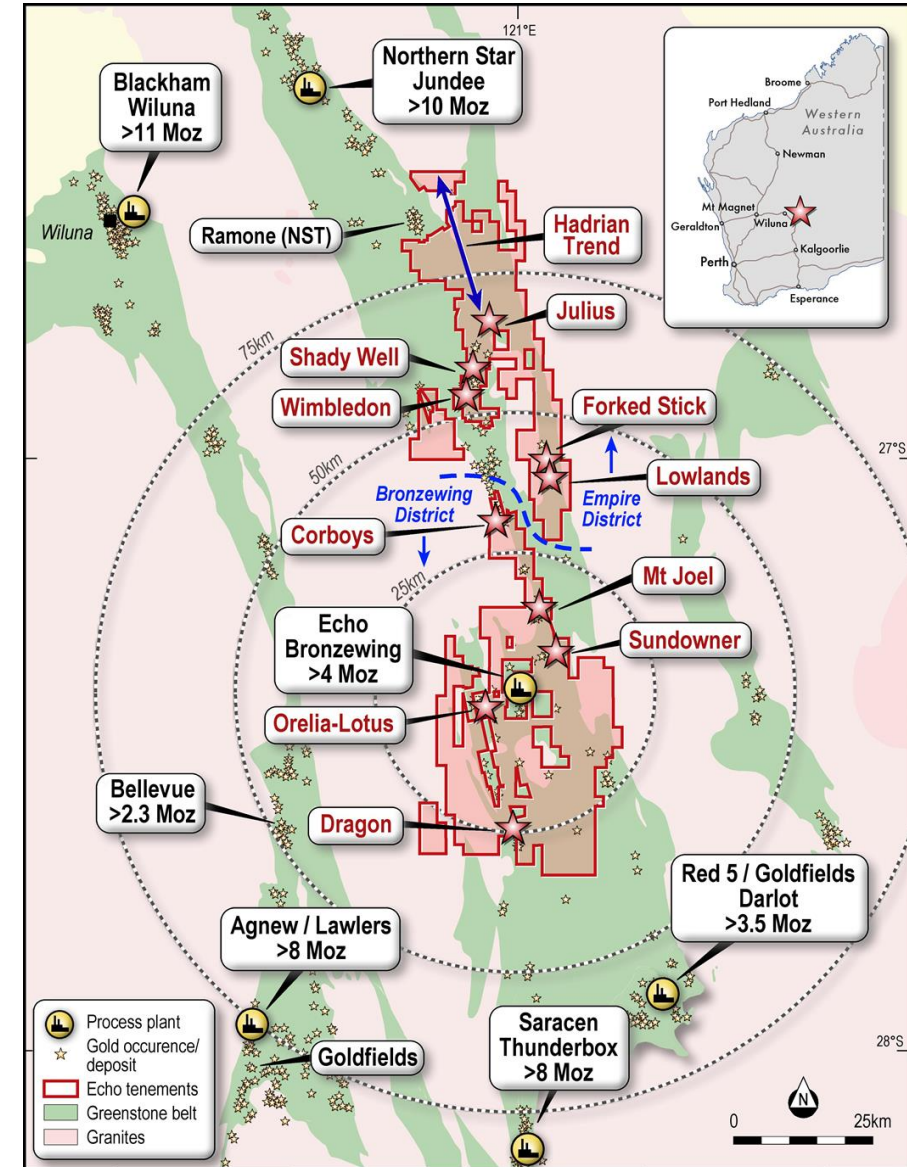 121°E
Northern Star
Jundee
>10 Moz
Blackham
Wiluna
>11 Moz
Broome
Port Hedland
Western
Australia
Newman
Mt Magnet
Wiluna
Geraldton
Kalgoorlie
Perth
Esperance
Wiluna
Ramone (NST)
Hadrian
Trend
Julius
75km
Shady Well
Wimbledon
Forked Stick
50km
27°S
Lowlands
Bronzewing
District
Empire
District
Corboys
25km
Mt Joel
Echo
Bronzewing
>4 Moz
Sundowner
Orelia-Lotus
Bellevue
>2.3 Moz
Dragon
Red 5 / Goldfields
Darlot
>3.5 Moz
Agnew / Lawlers
>8 Moz
Saracen
Thunderbox
>8 Moz
Goldfields
28°S
Process plant
Gold occurence/
deposit
Echo tenements
Greenstone belt
Granites
N
0 25km